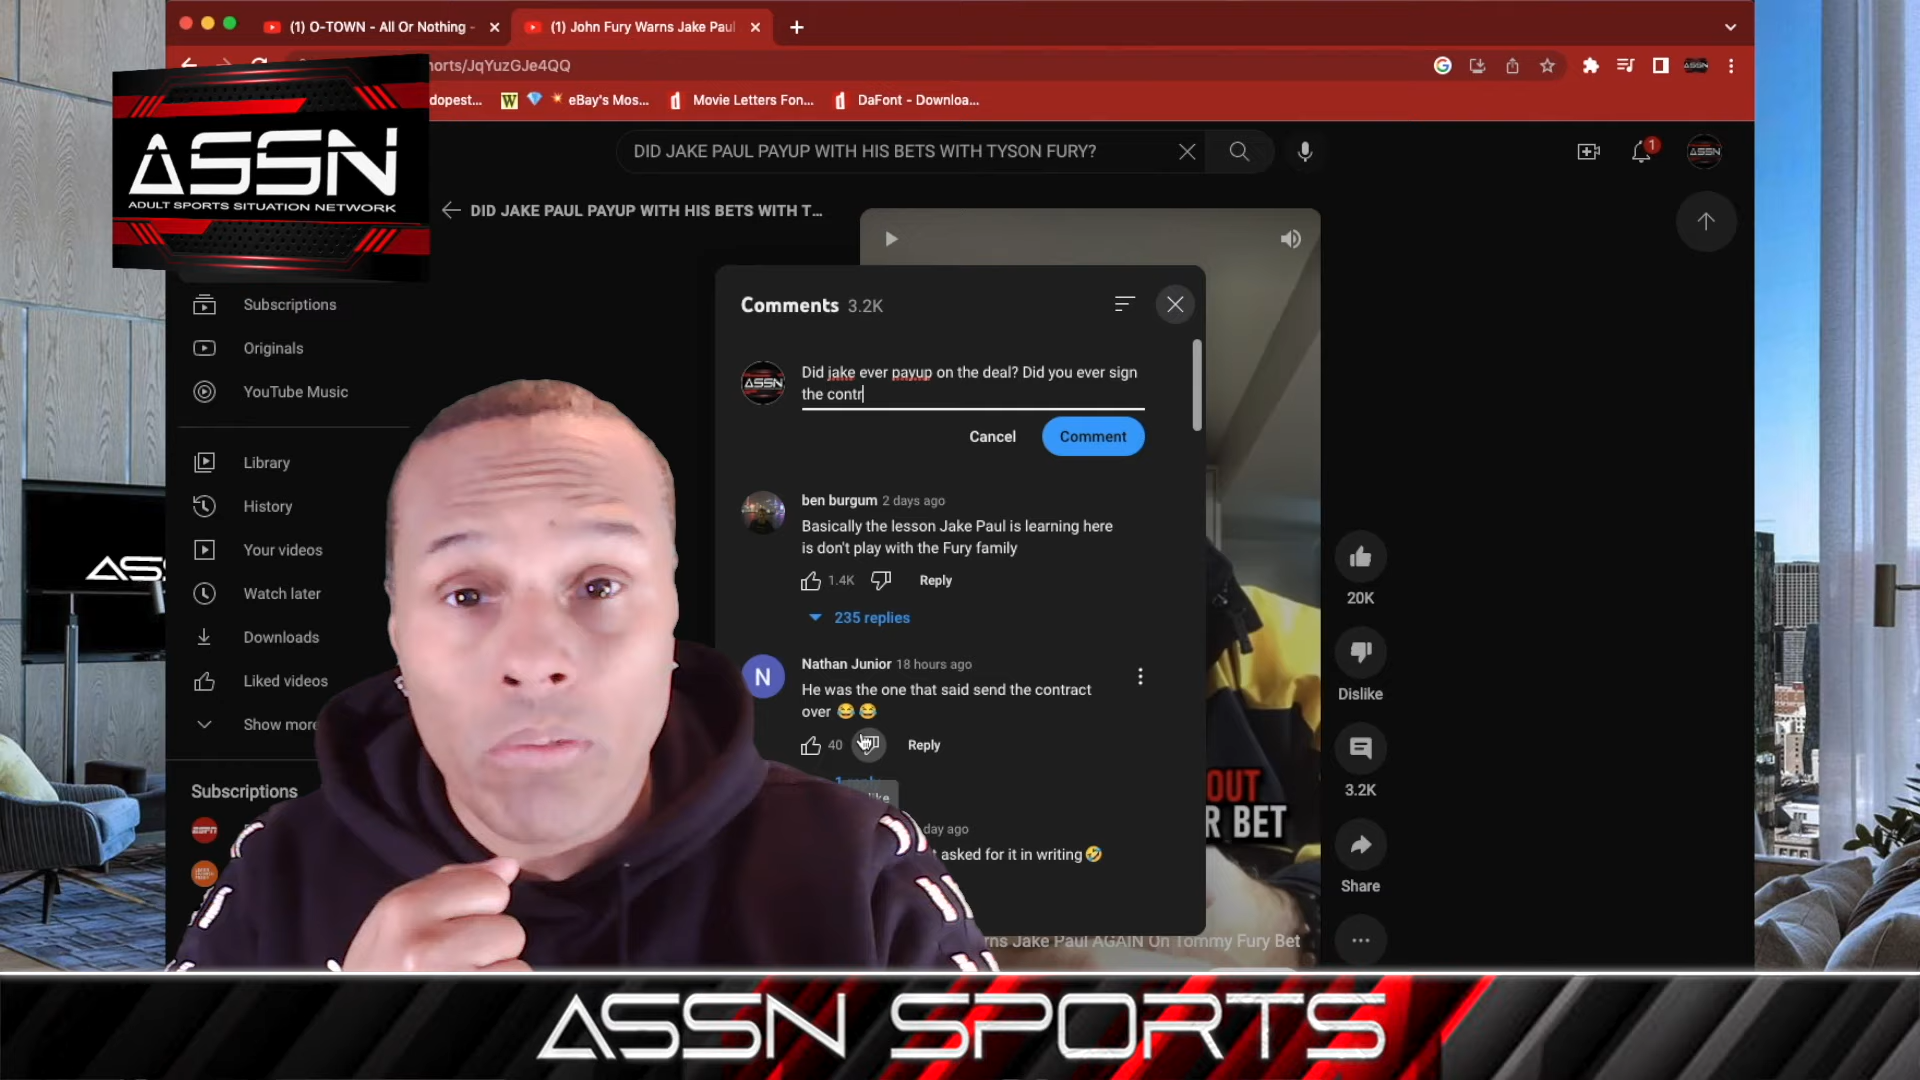 (1) O-TOWN - All Or Nothing -
(1) John Fury Warns Jake Paul
orts/JqYuzGJe4QQ
dopest...
eBay's Mos...
Movie Letters Fon...
DaFont - Downloa...
ASSN
ADULT SPORTS SITUATION NETWORK
DID JAKE PAUL PAYUP WITH HIS BETS WITH TYSON FURY?
1
ASSN
DID JAKE PAUL PAYUP WITH HIS BETS WITH T...
Subscriptions
Originals
YouTube Music
Library
History
Your videos
Watch later
Downloads
Liked videos
Show more
Subscriptions
ESPN
Comments 3.2K
ASSN
Did jake ever payup on the deal? Did you ever sign
the contr
Cancel
Comment
ben burgum 2 days ago
Basically the lesson Jake Paul is learning here
is don't play with the Fury family
1.4K
Reply
235 replies
N
Nathan Junior 18 hours ago
He was the one that said send the contract
over 😂😂
40
Reply
day ago
asked for it in writing🤣
OUT
R BET
rns Jake Paul AGAIN On Tommy Fury Bet
20K
Dislike
3.2K
Share
ASS
ASSN SPORTS